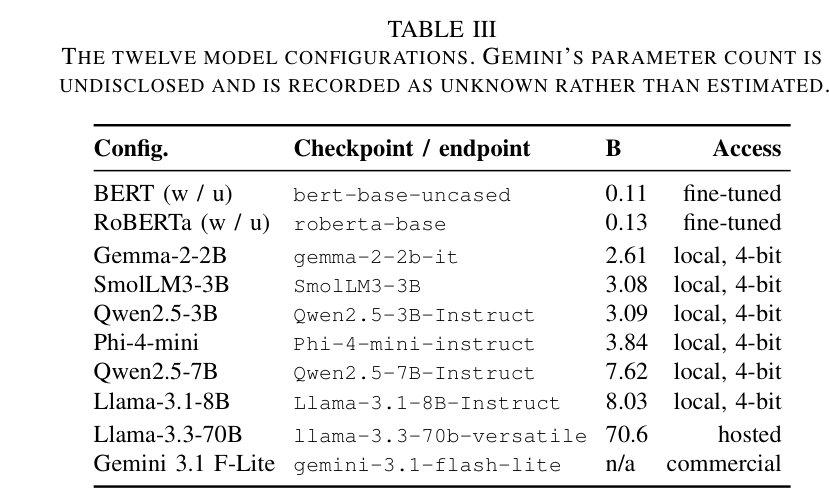 TABLE III
THE TWELVE MODEL CONFIGURATIONS. GEMINI'S PARAMETER COUNT IS
UNDISCLOSED AND IS RECORDED AS UNKNOWN RATHER THAN ESTIMATED.
Config. Checkpoint / endpoint B Access
BERT (w / u) bert-base-uncased 0.11 fine-tuned
RoBERTa (w / u) roberta-base 0.13 fine-tuned
Gemma-2-2B gemma-2-2b-it 2.61 local, 4-bit
SmolLM3-3B SmolLM3-3B 3.08 local, 4-bit
Qwen2.5-3B Qwen2.5-3B-Instruct 3.09 local, 4-bit
Phi-4-mini Phi-4-mini-instruct 3.84 local, 4-bit
Qwen2.5-7B Qwen2.5-7B-Instruct 7.62 local, 4-bit
Llama-3.1-8B Llama-3.1-8B-Instruct 8.03 local, 4-bit
Llama-3.3-70B llama-3.3-70b-versatile 70.6 hosted
Gemini 3.1 F-Lite gemini-3.1-flash-lite n/a commercial